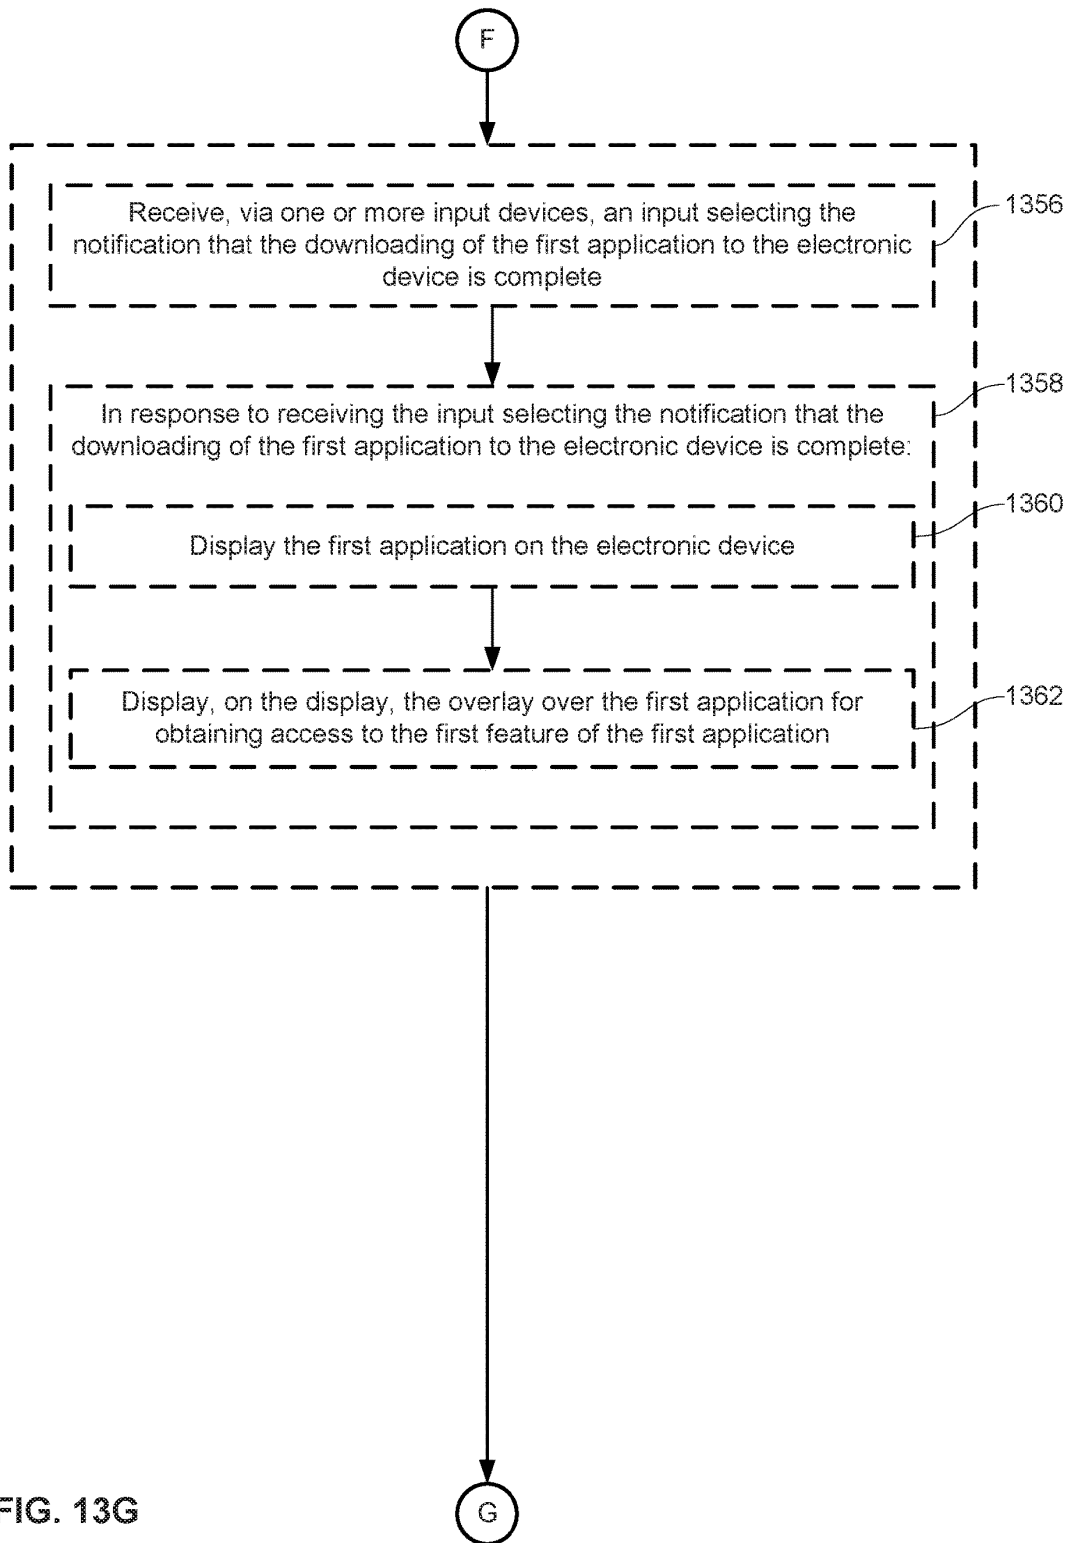 F
Receive, via one or more input devices, an input selecting the
notification that the downloading of the first application to the electronic
device is complete
1356
In response to receiving the input selecting the notification that the
downloading of the first application to the electronic device is complete:
1358
Display the first application on the electronic device
1360
Display, on the display, the overlay over the first application for
obtaining access to the first feature of the first application
1362
FIG. 13G
G